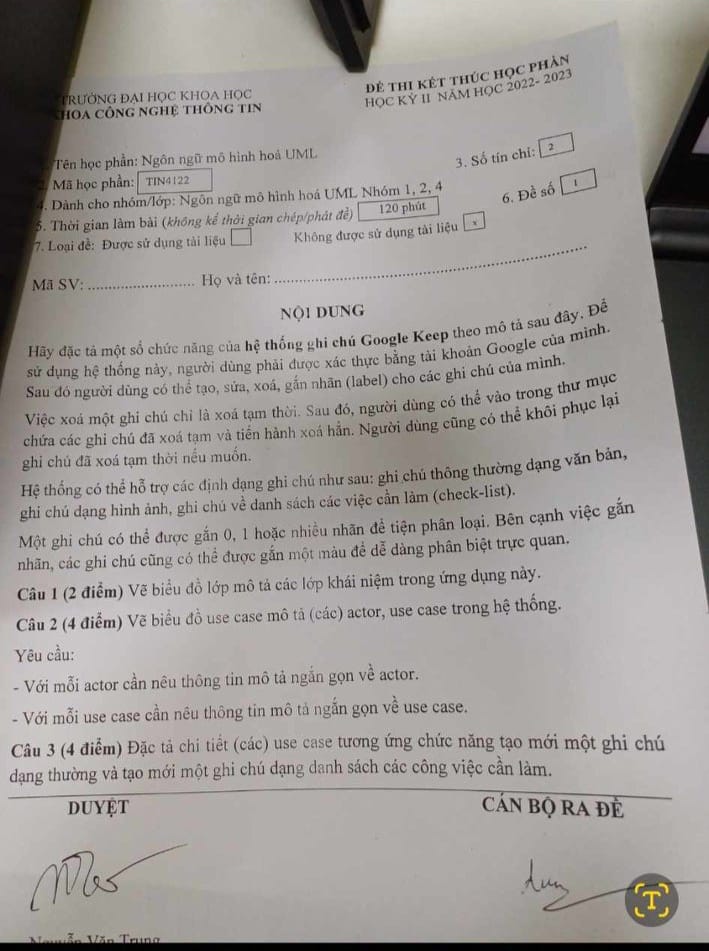 TRƯỜNG ĐẠI HỌC KHOA HỌC
KHOA CÔNG NGHỆ THÔNG TIN
ĐỀ THI KẾT THÚC HỌC PHẦN
HỌC KỲ II NĂM HỌC 2022- 2023
Tên học phần: Ngôn ngữ mô hình hoá UML
3. Số tín chỉ: 2
Mã học phần: TIN4122
4. Dành cho nhóm/lớp: Ngôn ngữ mô hình hoá UML Nhóm 1, 2, 4
5. Thời gian làm bài (không kể thời gian chép/phát đề) 120 phút
6. Đề số 1
7. Loại đề: Được sử dụng tài liệu Không được sử dụng tài liệu x
Mã SV: ........................ Họ và tên: ................................................
NỘI DUNG
Hãy đặc tả một số chức năng của hệ thống ghi chú Google Keep theo mô tả sau đây. Để
sử dụng hệ thống này, người dùng phải được xác thực bằng tài khoản Google của mình.
Sau đó người dùng có thể tạo, sửa, xoá, gắn nhãn (label) cho các ghi chú của mình.
Việc xoá một ghi chú chỉ là xoá tạm thời. Sau đó, người dùng có thể vào trong thư mục
chứa các ghi chú đã xoá tạm và tiến hành xoá hẳn. Người dùng cũng có thể khôi phục lại
ghi chú đã xoá tạm thời nếu muốn.
Hệ thống có thể hỗ trợ các định dạng ghi chú như sau: ghi chú thông thường dạng văn bản,
ghi chú dạng hình ảnh, ghi chú về danh sách các việc cần làm (check-list).
Một ghi chú có thể được gắn 0, 1 hoặc nhiều nhãn để tiện phân loại. Bên cạnh việc gắn
nhãn, các ghi chú cũng có thể được gắn một màu để dễ dàng phân biệt trực quan.
Câu 1 (2 điểm) Vẽ biểu đồ lớp mô tả các lớp khái niệm trong ứng dụng này.
Câu 2 (4 điểm) Vẽ biểu đồ use case mô tả (các) actor, use case trong hệ thống.
Yêu cầu:
- Với mỗi actor cần nêu thông tin mô tả ngắn gọn về actor.
- Với mỗi use case cần nêu thông tin mô tả ngắn gọn về use case.
Câu 3 (4 điểm) Đặc tả chi tiết (các) use case tương ứng chức năng tạo mới một ghi chú
dạng thường và tạo mới một ghi chú dạng danh sách các công việc cần làm.
DUYỆT
CÁN BỘ RA ĐỀ
Nguyễn Văn Trung